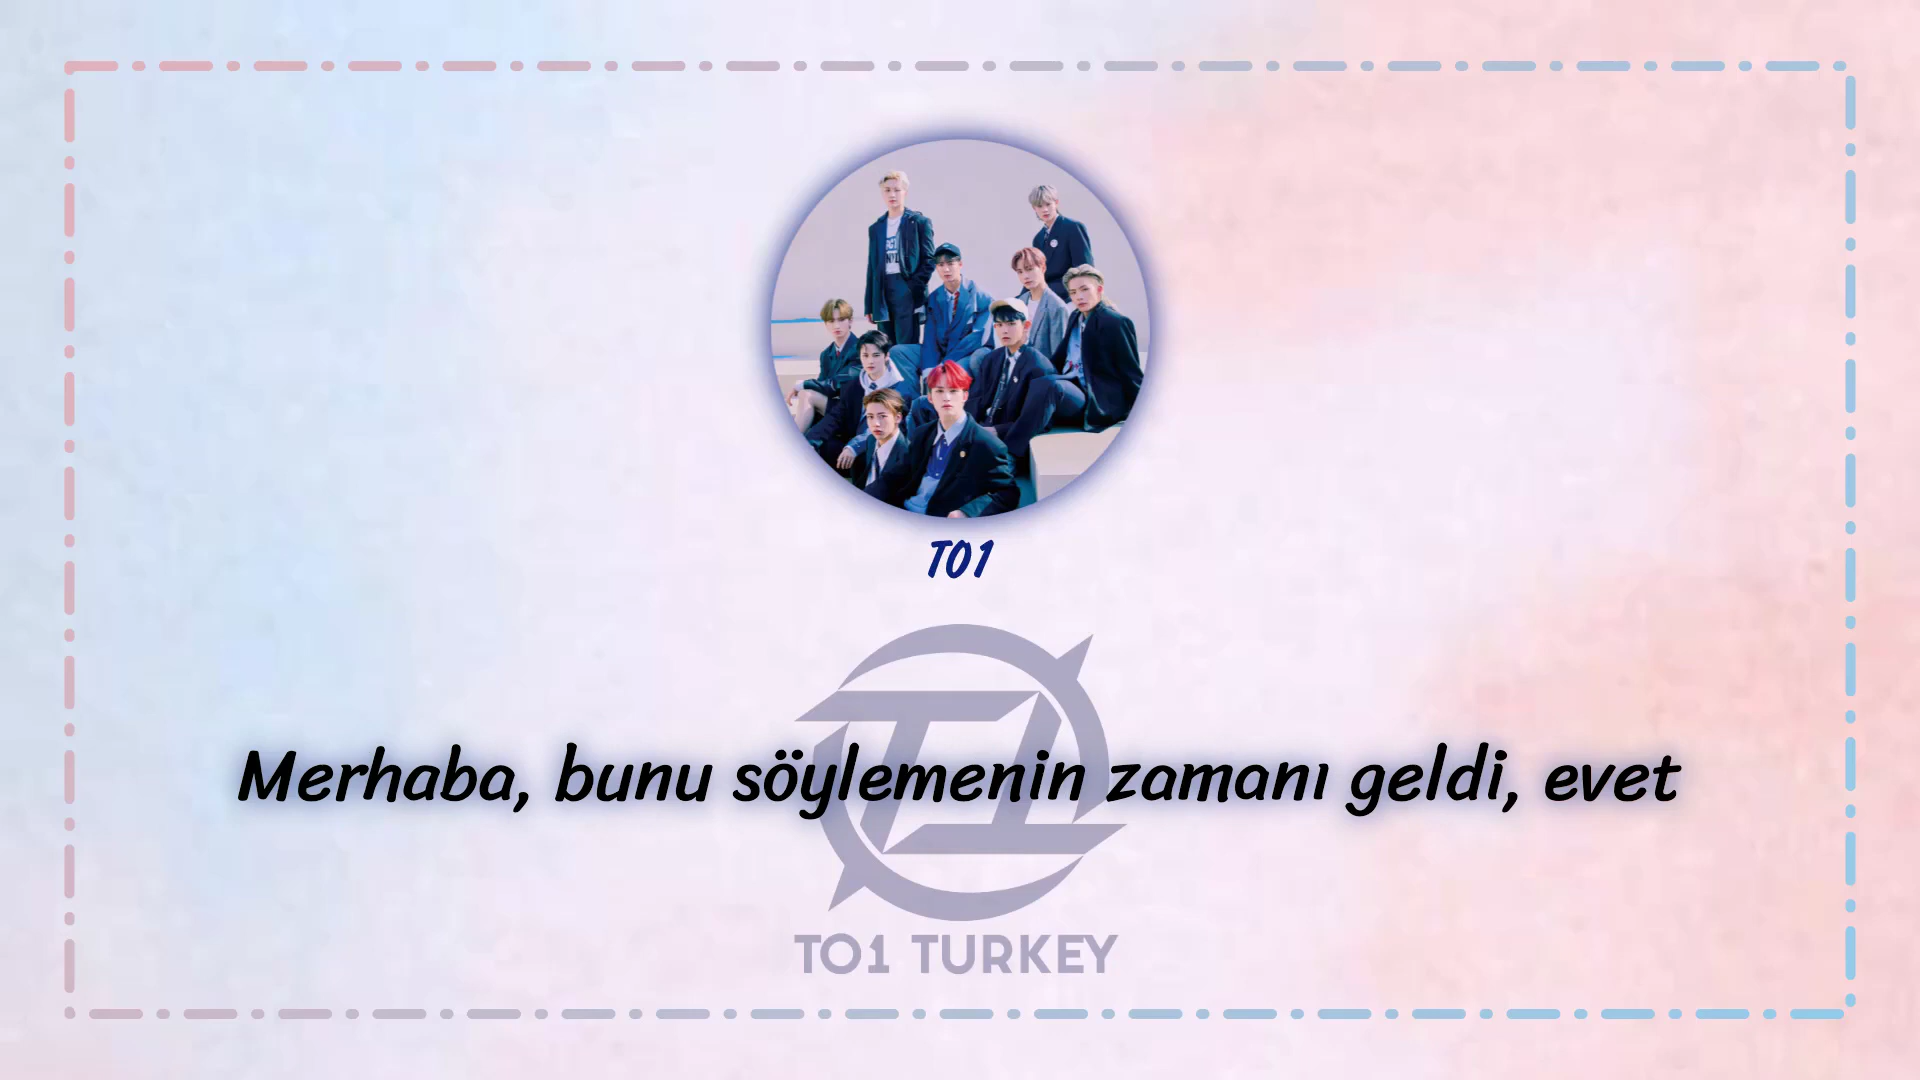 TO1
Merhaba, bunu söylemenin zamanı geldi, evet
TO1 TURKEY